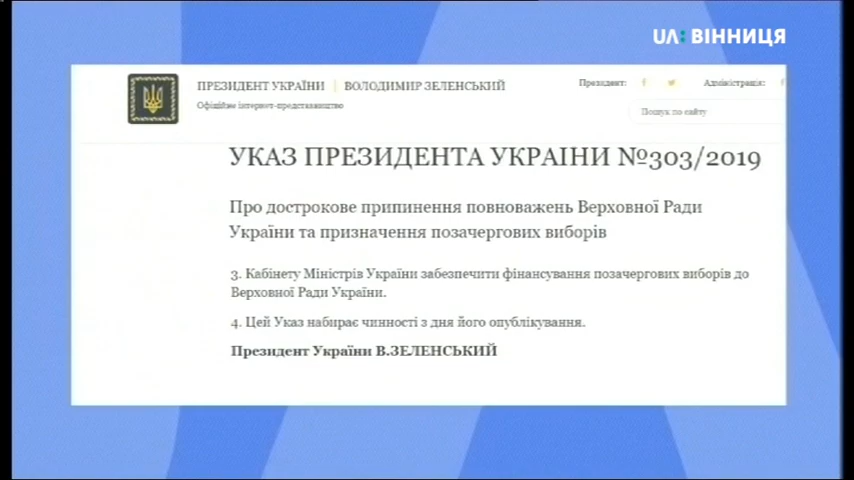 UA: ВІННИЦЯ
ПРЕЗИДЕНТ УКРАЇНИ | ВОЛОДИМИР ЗЕЛЕНСЬКИЙ
Президент:
Адміністрація:
Офіційне інтернет-представництво
Пошук по сайту
УКАЗ ПРЕЗИДЕНТА УКРАЇНИ №303/2019
Про дострокове припинення повноважень Верховної Ради
України та призначення позачергових виборів
3. Кабінету Міністрів України забезпечити фінансування позачергових виборів до
Верховної Ради України.
4. Цей Указ набирає чинності з дня його опублікування.
Президент України В.ЗЕЛЕНСЬКИЙ